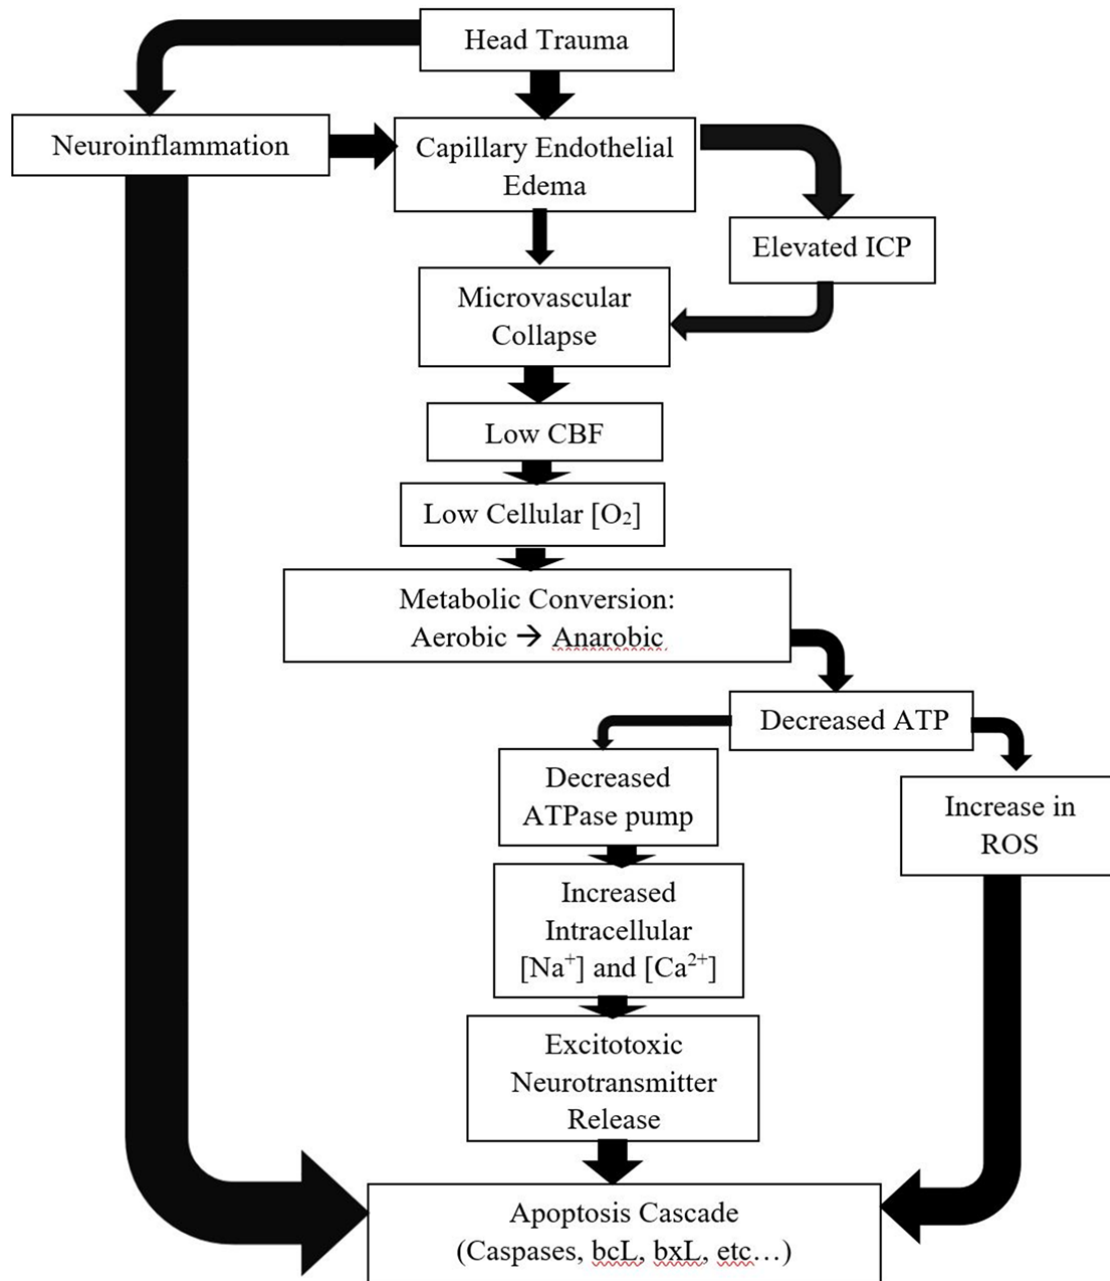 Head Trauma
Neuroinflammation
Capillary Endothelial
Edema
Elevated ICP
Microvascular
Collapse
Low CBF
Low Cellular [O₂]
Metabolic Conversion:
Aerobic → Anarobic
Decreased ATP
Decreased
ATPase pump
Increase in
ROS
Increased
Intracellular
[Na⁺] and [Ca²⁺]
Excitotoxic
Neurotransmitter
Release
Apoptosis Cascade
(Caspases, bcL, bxL, etc…)